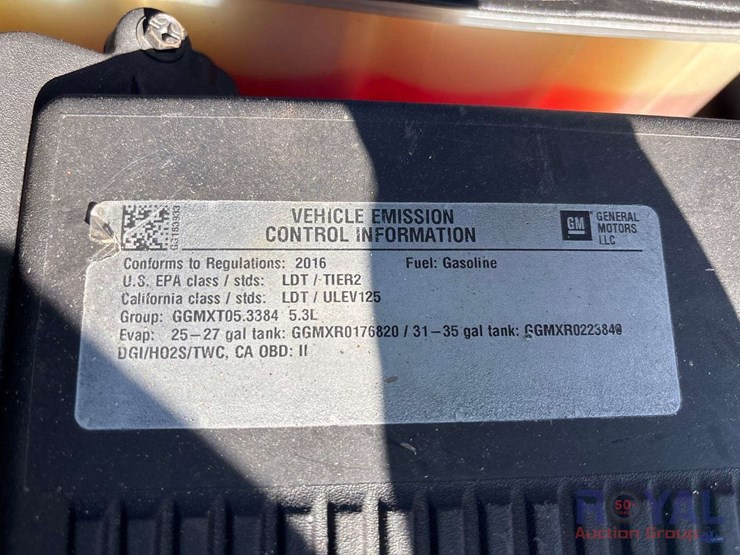 VEHICLE EMISSION
CONTROL INFORMATION
GM
GENERAL
MOTORS
LLC
Conforms to Regulations: 2016 Fuel: Gasoline
U.S. EPA class / stds: LDT / TIER2
California class / stds: LDT / ULEV125
Group: GGMXT05.3384 5.3L
Evap: 25-27 gal tank: GGMXR0176820 / 31-35 gal tank: GGMXR0223840
DGI/HO2S/TWC, CA OBD: II
50
ROYAL
Auction Group